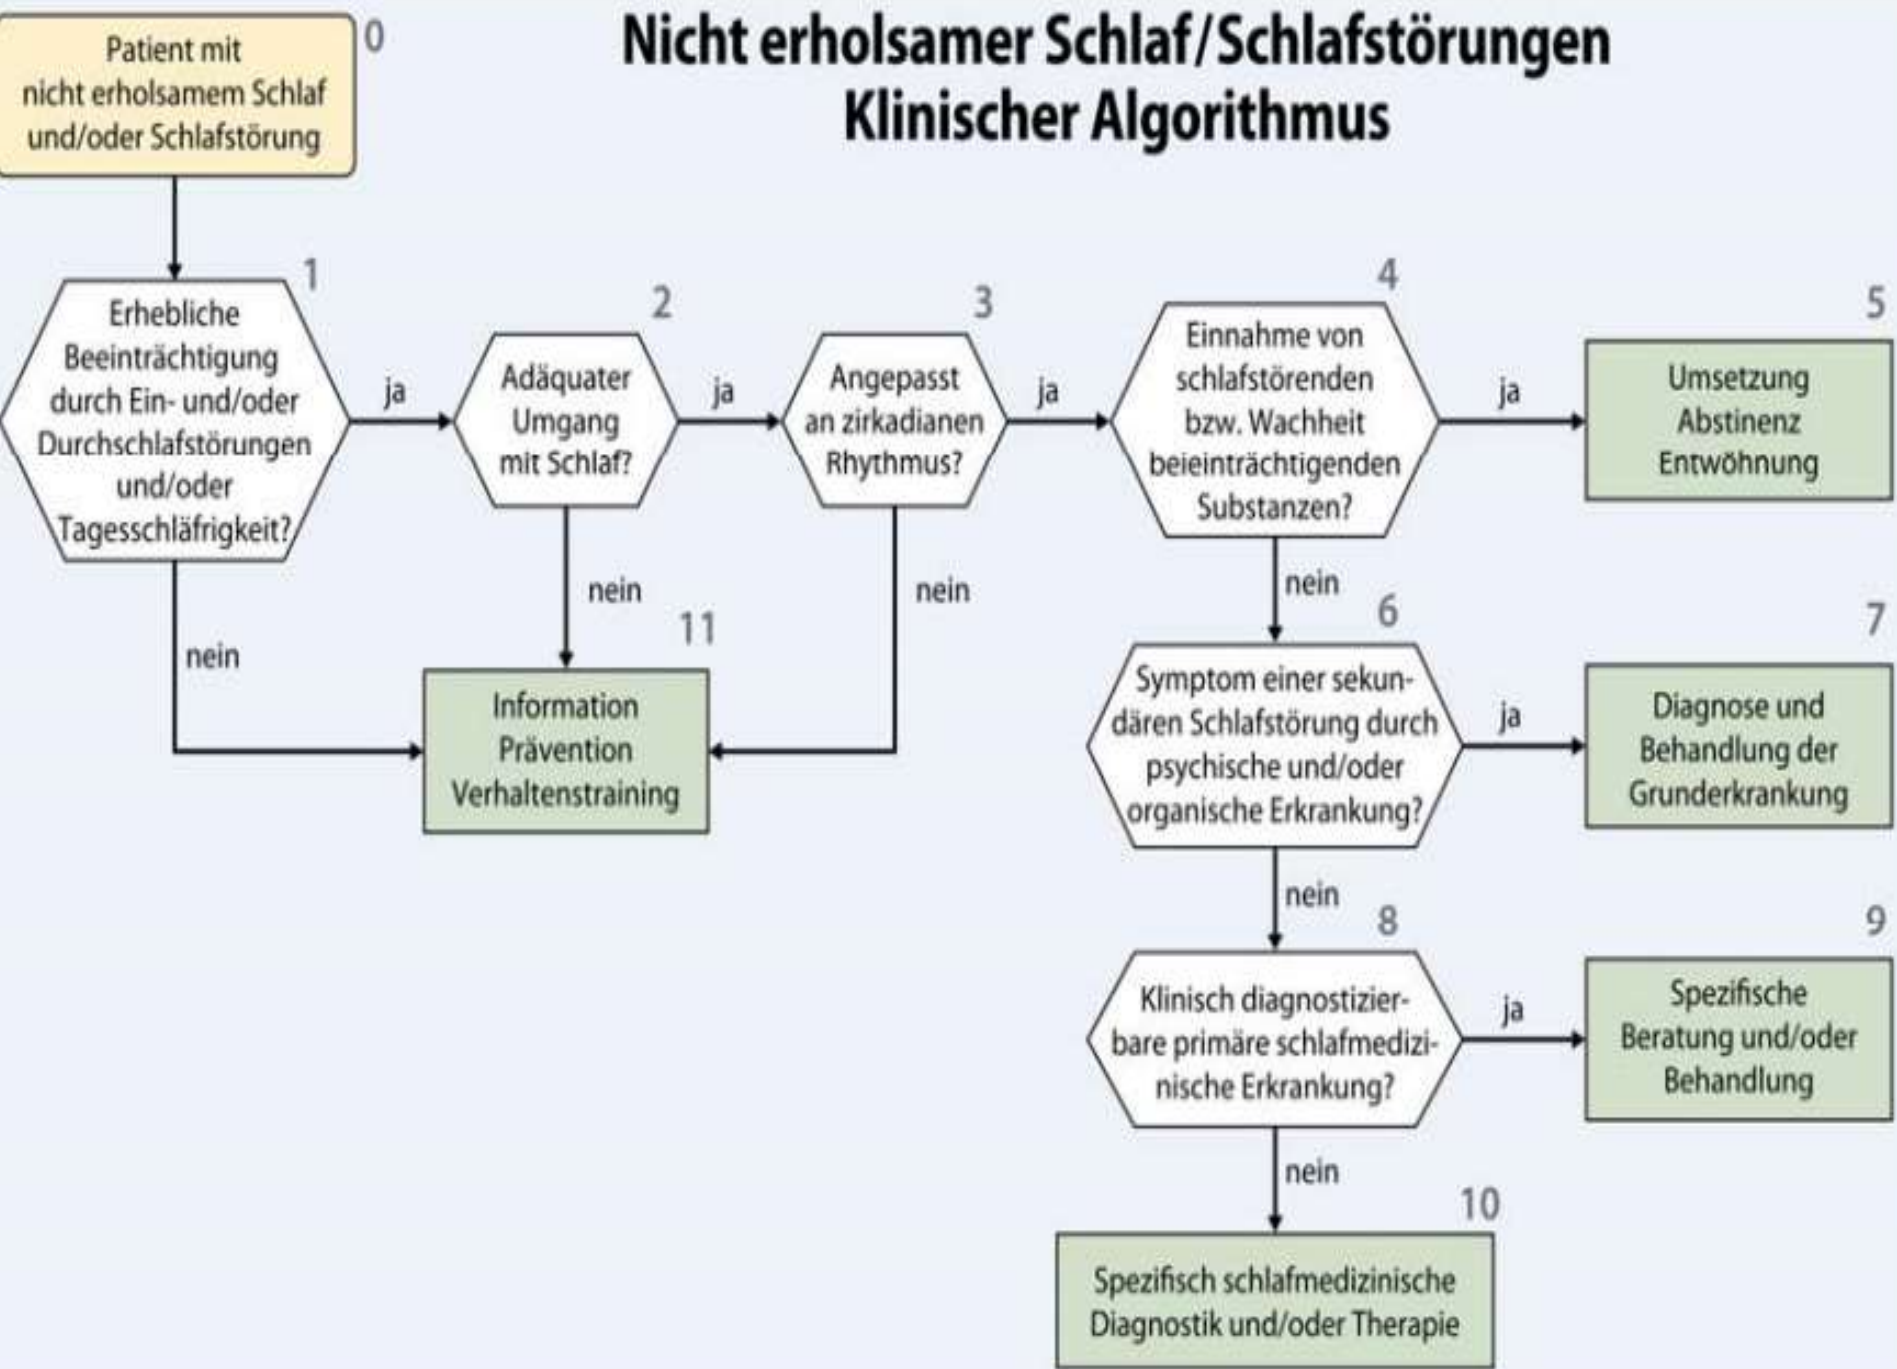 Nicht erholsamer Schlaf/Schlafstörungen
Klinischer Algorithmus
0
Patient mit
nicht erholsamem Schlaf
und/oder Schlafstörung
1
Erhebliche
Beeinträchtigung
durch Ein- und/oder
Durchschlafstörungen
und/oder
Tagesschläfrigkeit?
ja
nein
2
Adäquater
Umgang
mit Schlaf?
ja
nein
3
Angepasst
an zirkadianen
Rhythmus?
ja
nein
4
Einnahme von
schlafstörenden
bzw. Wachheit
beieinträchtigenden
Substanzen?
ja
nein
5
Umsetzung
Abstinenz
Entwöhnung
6
Symptom einer sekun-
dären Schlafstörung durch
psychische und/oder
organische Erkrankung?
ja
nein
7
Diagnose und
Behandlung der
Grunderkrankung
8
Klinisch diagnostizier-
bare primäre schlafmedizi-
nische Erkrankung?
ja
nein
9
Spezifische
Beratung und/oder
Behandlung
10
Spezifisch schlafmedizinische
Diagnostik und/oder Therapie
11
Information
Prävention
Verhaltenstraining